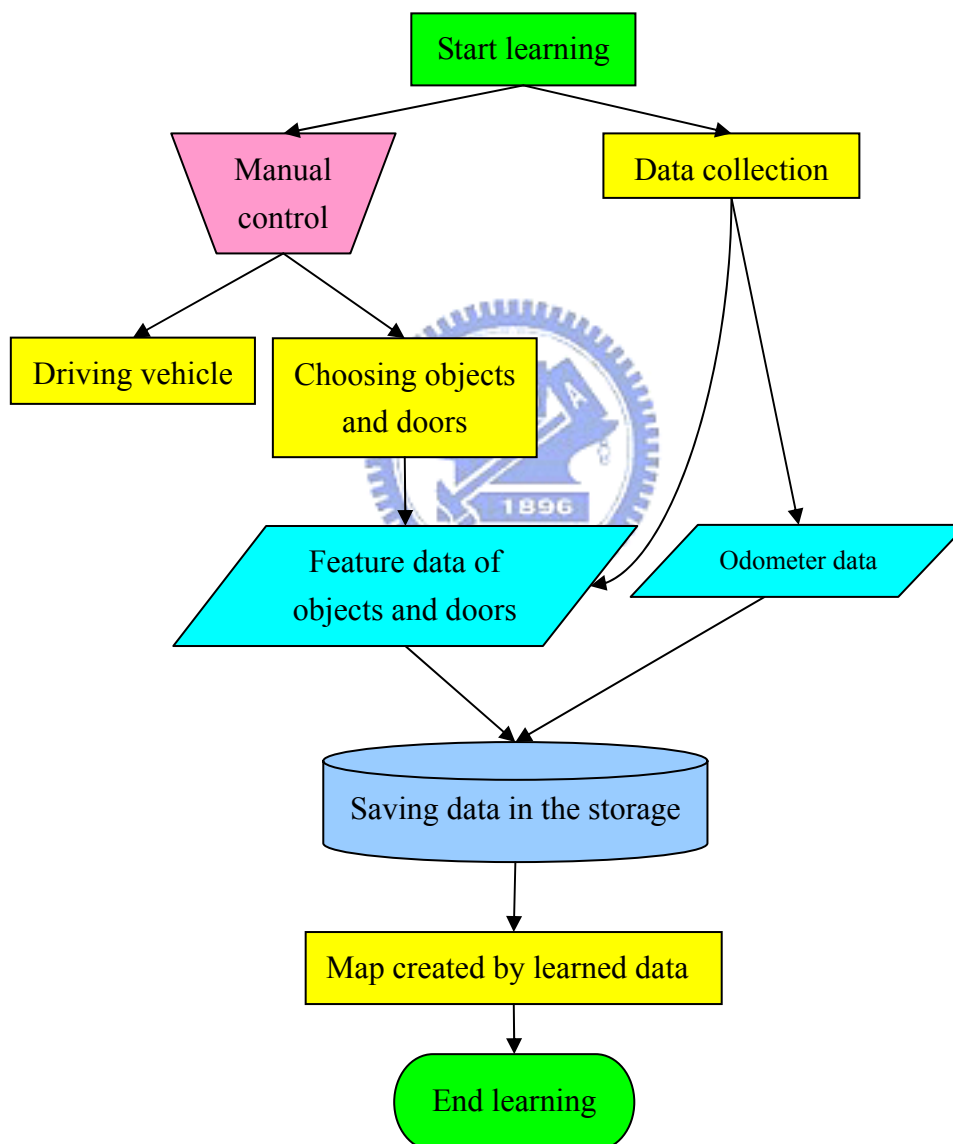 Start learning
Manual
control
Data collection
Driving vehicle
Choosing objects
and doors
1896
Feature data of
objects and doors
Odometer data
Saving data in the storage
Map created by learned data
End learning